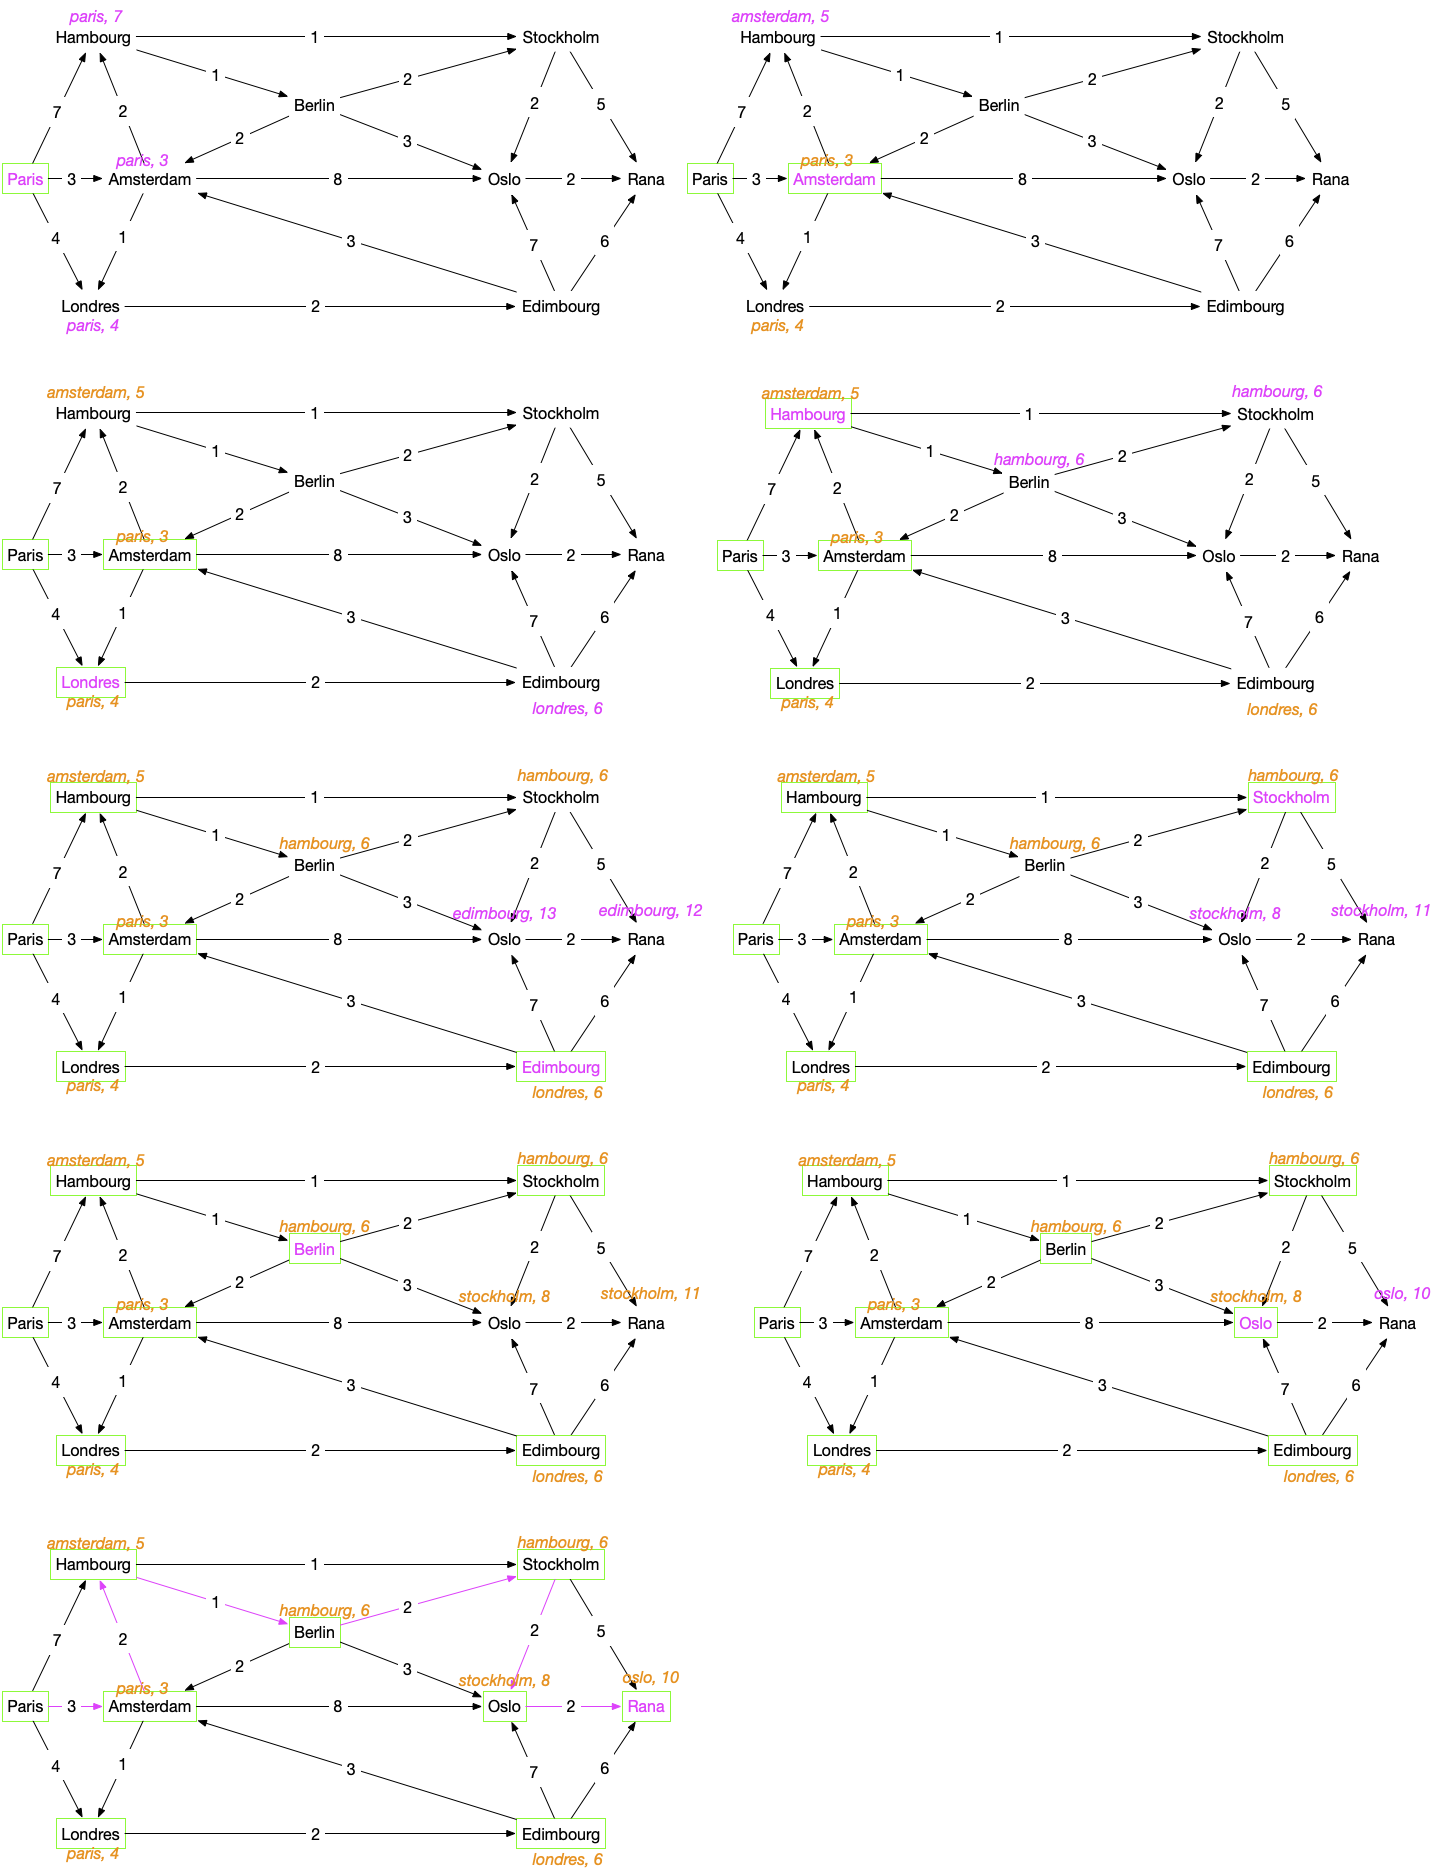 paris, 7
Hambourg 1 Stockholm
1 2
Berlin
7 2 2 3 2 5
paris, 3
Paris 3 Amsterdam 8 Oslo 2 Rana
4 1 3 7 6
Londres 2 Edimbourg
paris, 4
amsterdam, 5
Hambourg 1 Stockholm
1 2
Berlin
7 2 2 3 2 5
paris, 3
Paris 3 Amsterdam 8 Oslo 2 Rana
4 1 3 7 6
Londres 2 Edimbourg
paris, 4
amsterdam, 5
Hambourg 1 Stockholm
1 2
Berlin
7 2 2 3 2 5
paris, 3
Paris 3 Amsterdam 8 Oslo 2 Rana
4 1 3 7 6
Londres 2 Edimbourg
paris, 4
londres, 6
amsterdam, 5 hambourg, 6
Hambourg 1 Stockholm
1 hambourg, 6 2
Berlin
7 2 2 3 2 5
paris, 3
Paris 3 Amsterdam 8 Oslo 2 Rana
4 1 3 7 6
Londres 2 Edimbourg
paris, 4
londres, 6
amsterdam, 5 hambourg, 6
Hambourg 1 Stockholm
1 hambourg, 6 2
Berlin
7 2 2 3 2 5
paris, 3 edimbourg, 13 edimbourg, 12
Paris 3 Amsterdam 8 Oslo 2 Rana
4 1 3 7 6
Londres 2 Edimbourg
paris, 4
londres, 6
amsterdam, 5 hambourg, 6
Hambourg 1 Stockholm
1 hambourg, 6 2
Berlin
7 2 2 3 2 5
paris, 3 stockholm, 8 stockholm, 11
Paris 3 Amsterdam 8 Oslo 2 Rana
4 1 3 7 6
Londres 2 Edimbourg
paris, 4
londres, 6
amsterdam, 5 hambourg, 6
Hambourg 1 Stockholm
1 hambourg, 6 2
Berlin
7 2 2 3 2 5
paris, 3 stockholm, 8 stockholm, 11
Paris 3 Amsterdam 8 Oslo 2 Rana
4 1 3 7 6
Londres 2 Edimbourg
paris, 4
londres, 6
amsterdam, 5 hambourg, 6
Hambourg 1 Stockholm
1 hambourg, 6 2
Berlin
7 2 2 3 2 5
paris, 3 stockholm, 8 oslo, 10
Paris 3 Amsterdam 8 Oslo 2 Rana
4 1 3 7 6
Londres 2 Edimbourg
paris, 4
londres, 6
amsterdam, 5 hambourg, 6
Hambourg 1 Stockholm
1 hambourg, 6 2
Berlin
7 2 2 3 2 5
paris, 3 stockholm, 8 oslo, 10
Paris 3 Amsterdam 8 Oslo 2 Rana
4 1 3 7 6
Londres 2 Edimbourg
paris, 4
londres, 6